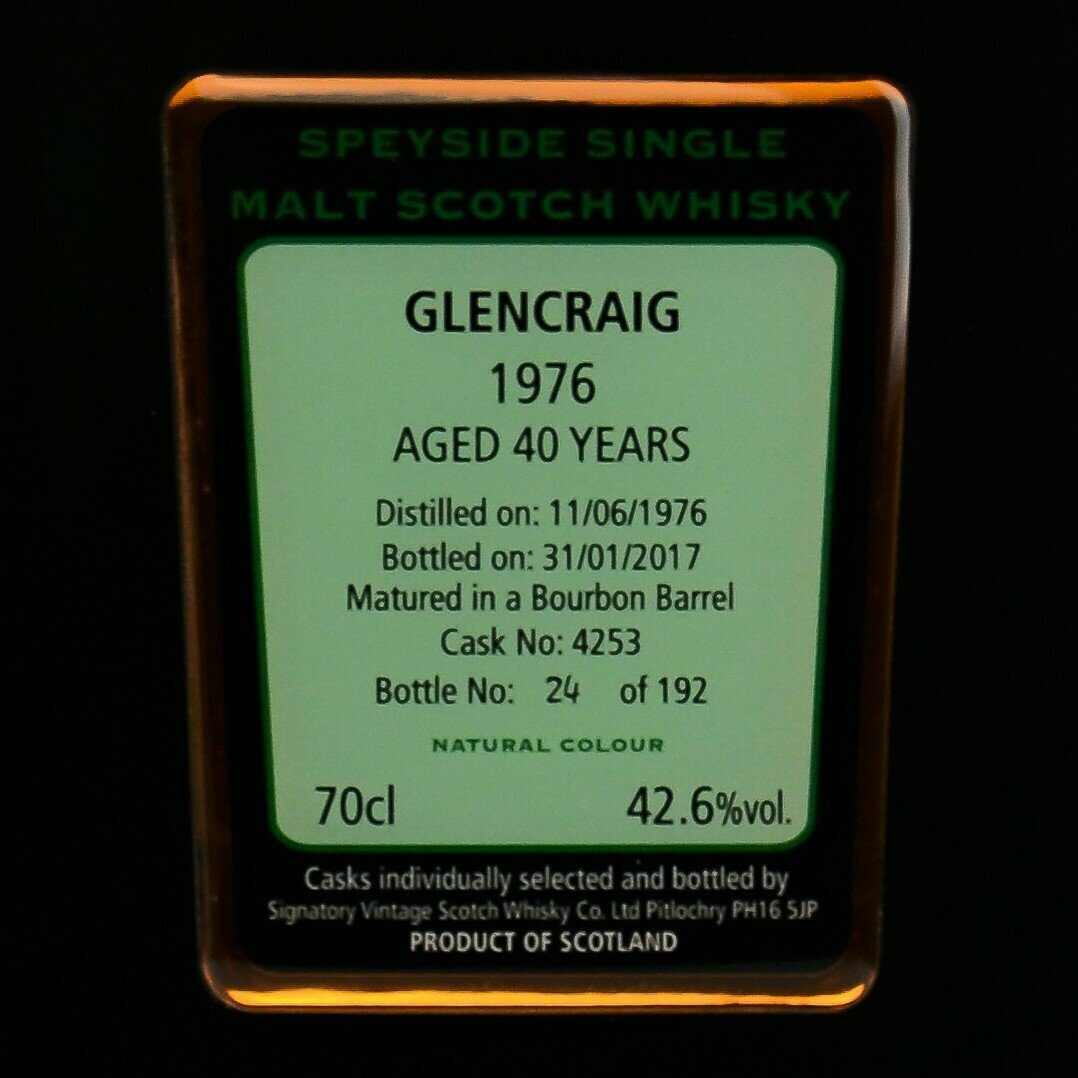 SPEYSIDE SINGLE
MALT SCOTCH WHISKY
GLENCRAIG
1976
AGED 40 YEARS
Distilled on: 11/06/1976
Bottled on: 31/01/2017
Matured in a Bourbon Barrel
Cask No: 4253
Bottle No: 24 of 192
NATURAL COLOUR
70cl 42.6%vol.
Casks individually selected and bottled by
Signatory Vintage Scotch Whisky Co. Ltd Pitlochry PH16 5JP
PRODUCT OF SCOTLAND